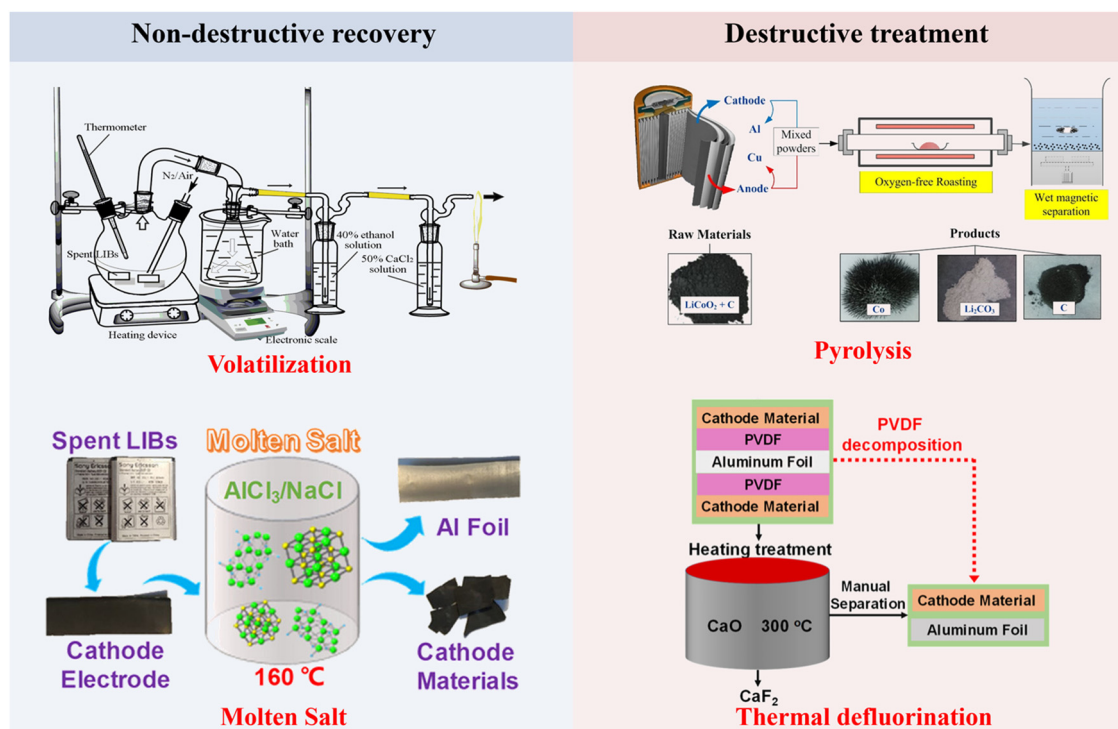 Non-destructive recovery
Destructive treatment
Thermometer
N₂/Air
Spent LIBs
Heating device
Water
bath
Electronic scale
40% ethanol
solution
50% CaCl₂
solution
Volatilization
Cathode
Al
Cu
Anode
Mixed
powders
Oxygen-free Roasting
Wet magnetic
separation
Raw Materials
LiCoO₂ + C
Products
Co
Li₂CO₃
C
Pyrolysis
Spent LIBs
Sony Ericsson
Sony Ericsson
Cathode
Electrode
Molten Salt
AlCl₃/NaCl
160 ℃
Al Foil
Cathode
Materials
Molten Salt
Cathode Material
PVDF
Aluminum Foil
PVDF
Cathode Material
PVDF
decomposition
Heating treatment
CaO 300 °C
Manual
Separation
Cathode Material
Aluminum Foil
CaF₂
Thermal defluorination